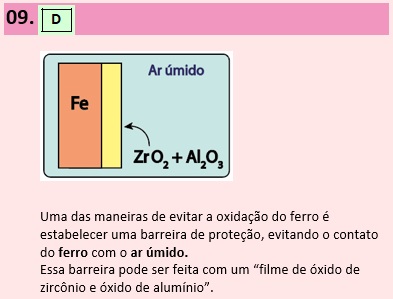 09. D
Ar úmido
Fe
ZrO₂ + Al₂O₃
Uma das maneiras de evitar a oxidação do ferro é
estabelecer uma barreira de proteção, evitando o contato
do ferro com o ar úmido.
Essa barreira pode ser feita com um “filme de óxido de
zircônio e óxido de alumínio”.